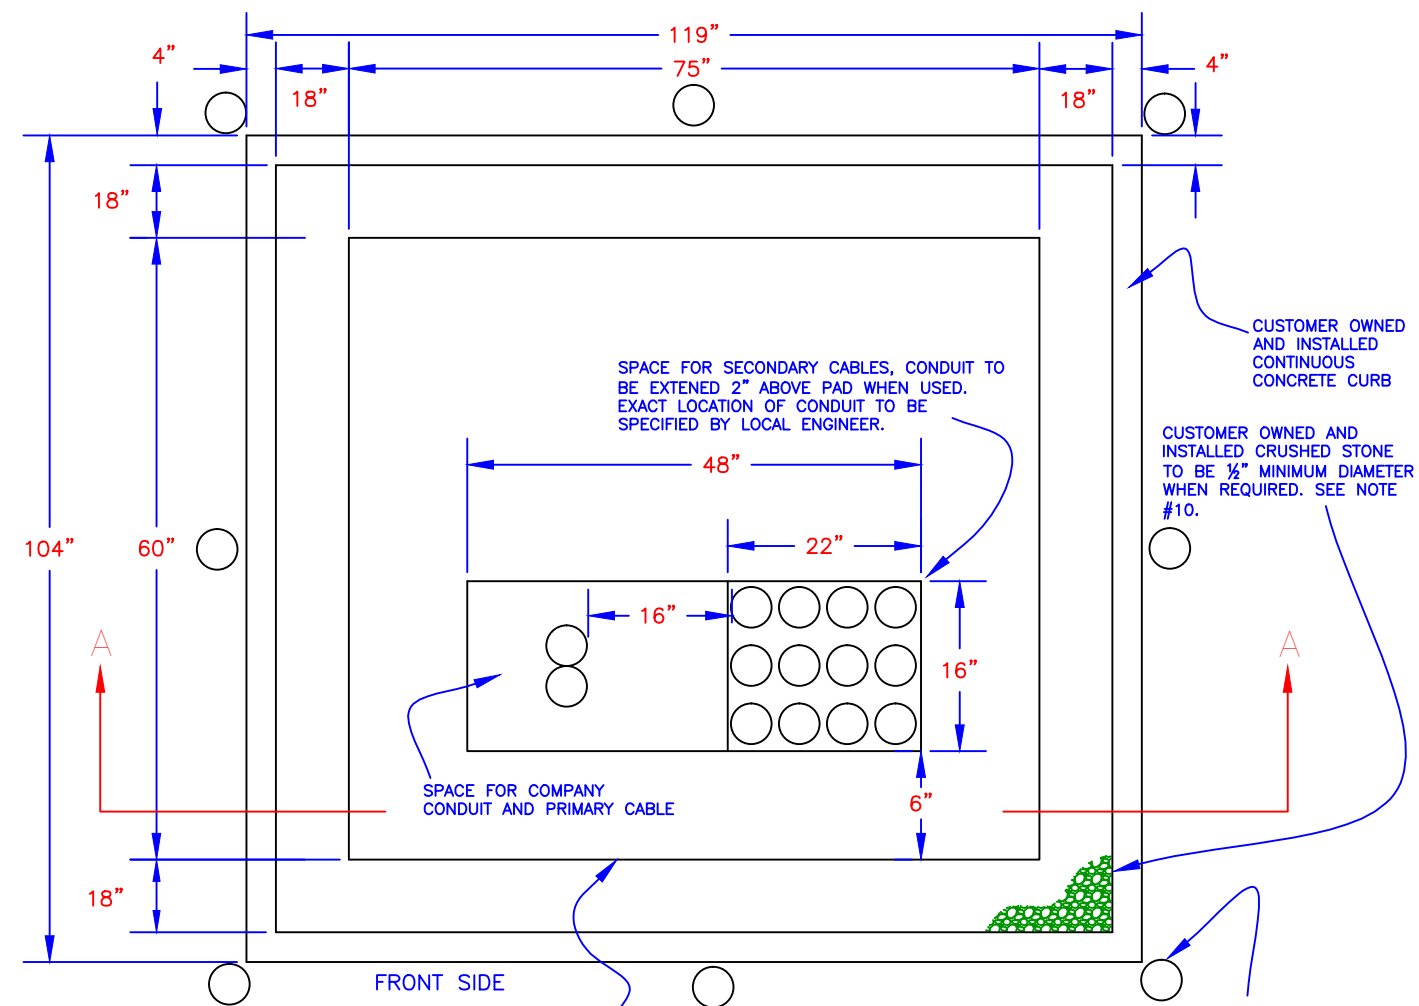 119”
4”
75”
4”
18”
18”
18”
CUSTOMER OWNED
AND INSTALLED
CONTINUOUS
CONCRETE CURB
SPACE FOR SECONDARY CABLES, CONDUIT TO
BE EXTENED 2” ABOVE PAD WHEN USED.
EXACT LOCATION OF CONDUIT TO BE
SPECIFIED BY LOCAL ENGINEER.
CUSTOMER OWNED AND
INSTALLED CRUSHED STONE
TO BE ½” MINIMUM DIAMETER
WHEN REQUIRED. SEE NOTE
#10.
48”
104”
60”
22”
16”
A
A
16”
SPACE FOR COMPANY
CONDUIT AND PRIMARY CABLE
6”
18”
FRONT SIDE